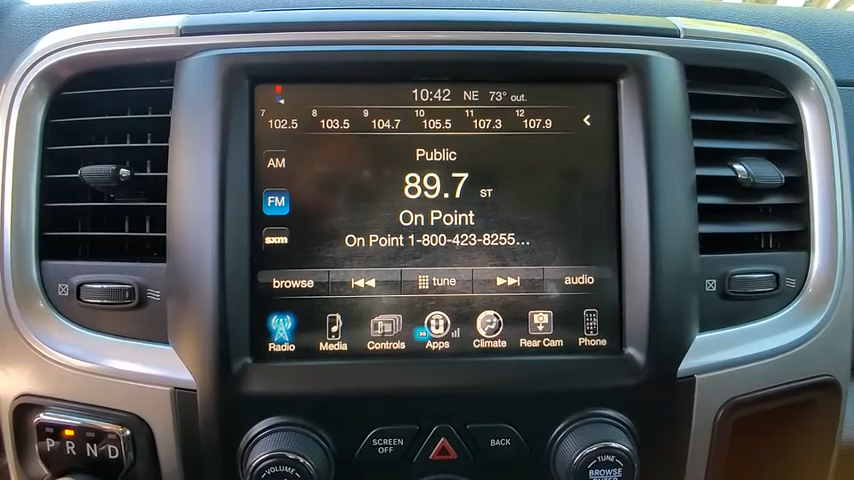 10:42 NE 73° out.
7 102.5 8 103.5 9 104.7 10 105.5 11 107.3 12 107.9 <
AM
Public
FM
89.7 ST
On Point
sxm
On Point 1-800-423-8255...
browse tune audio
Radio Media Controls Apps Climate Rear Cam Phone
P R N D
SCREEN OFF
BACK
VOLUME
TUNE
BROWSE